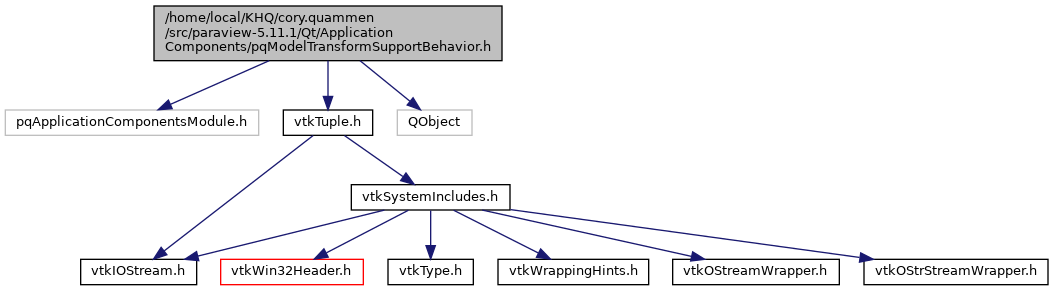 /home/local/KHQ/cory.quammen
/src/paraview-5.11.1/Qt/Application
Components/pqModelTransformSupportBehavior.h
pqApplicationComponentsModule.h
vtkTuple.h
QObject
vtkSystemIncludes.h
vtkIOStream.h
vtkWin32Header.h
vtkType.h
vtkWrappingHints.h
vtkOStreamWrapper.h
vtkOStrStreamWrapper.h